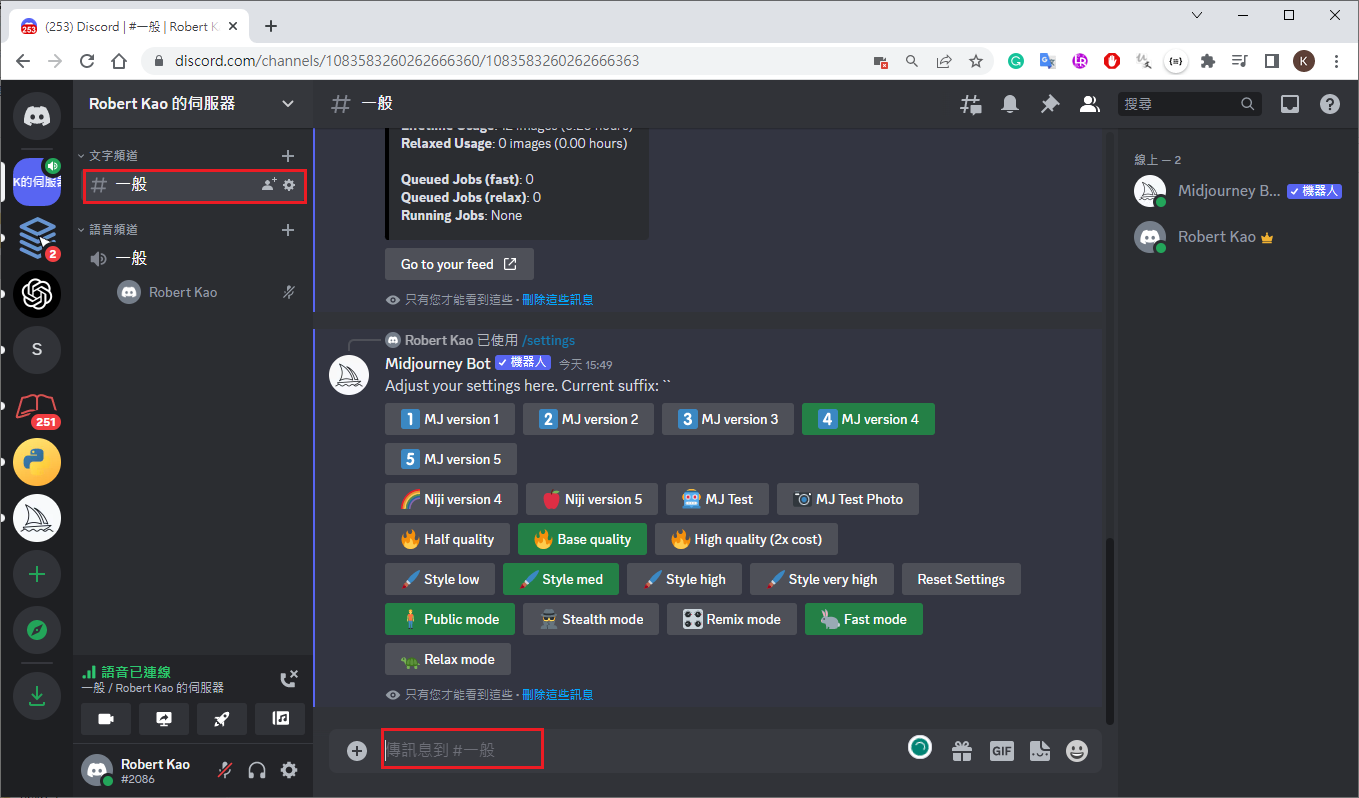 (253) Discord | #一般 | Robert K
253
discord.com/channels/1083583260262666360/1083583260262666363
K
Robert Kao 的伺服器
# 一般
搜尋
K的伺服器
2
S
251
文字頻道
# 一般
語音頻道
一般
Robert Kao
Relaxed Usage: 0 images (0.00 hours)
Queued Jobs (fast): 0
Queued Jobs (relax): 0
Running Jobs: None
Go to your feed
只有您才能看到這些 • 刪除這些訊息
Robert Kao 已使用 /settings
Midjourney Bot ✓ 機器人 今天 15:49
Adjust your settings here. Current suffix: ``
1 MJ version 1 2 MJ version 2 3 MJ version 3 4 MJ version 4
5 MJ version 5
Niji version 4 Niji version 5 MJ Test MJ Test Photo
Half quality Base quality High quality (2x cost)
Style low Style med Style high Style very high Reset Settings
Public mode Stealth mode Remix mode Fast mode
Relax mode
只有您才能看到這些 • 刪除這些訊息
傳訊息到 #一般
GIF
線上 — 2
Midjourney B... ✓ 機器人
Robert Kao
語音已連線
一般 / Robert Kao 的伺服器
Robert Kao
#2086